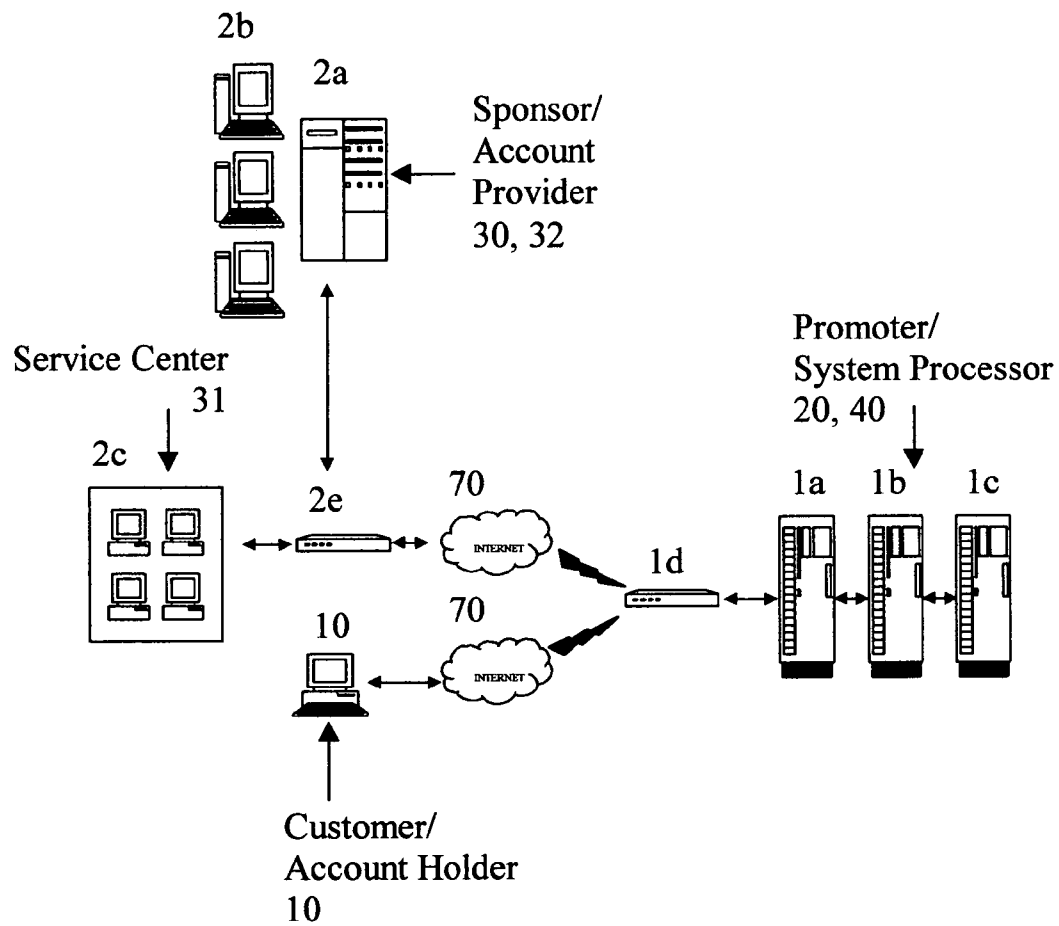 2b
2a
Sponsor/
Account
Provider
30, 32
Promoter/
System Processor
20, 40
Service Center
31
2c
2e
70
INTERNET
1d
1a
1b
1c
10
70
INTERNET
Customer/
Account Holder
10